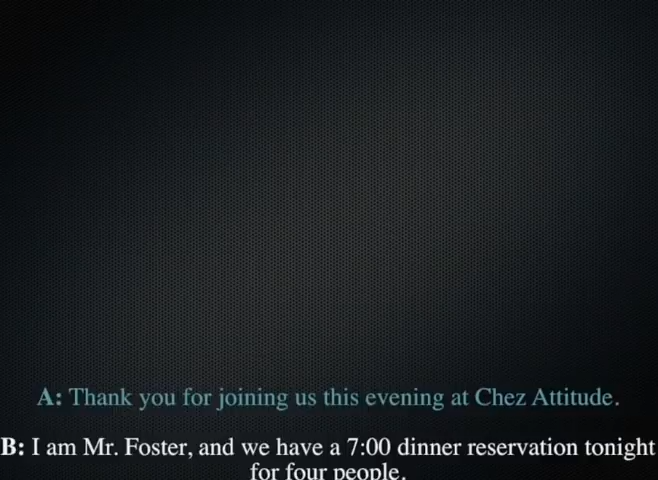 A: Thank you for joining us this evening at Chez Attitude.
B: I am Mr. Foster, and we have a 7:00 dinner reservation tonight
for four people.